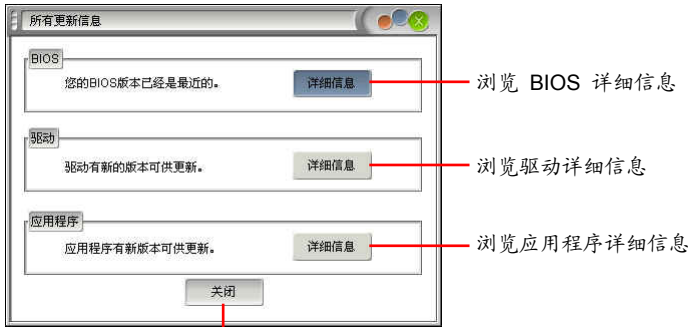 所有更新信息
BIOS
您的BIOS版本已经是最近的。
详细信息
浏览 BIOS 详细信息
驱动
驱动有新的版本可供更新。
详细信息
浏览驱动详细信息
应用程序
应用程序有新版本可供更新。
详细信息
浏览应用程序详细信息
关闭